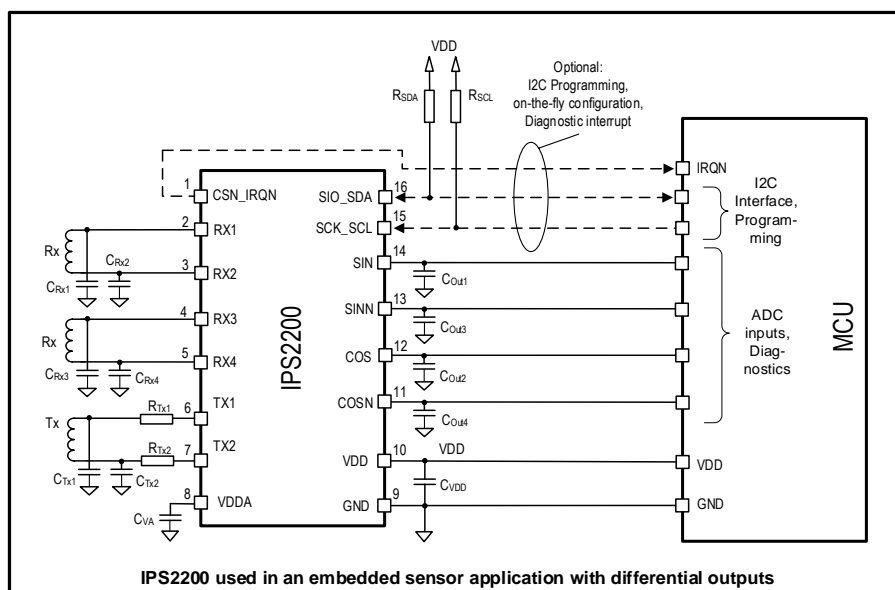 VDD
Optional:
I2C Programming,
on-the-fly configuration,
Diagnostic interrupt
RSDA
RSCL
1
CSN_IRQN
SIO_SDA
16
IRQN
I2C
Interface,
Program-
ming
2
RX1
SCK_SCL
15
Rx
CRx1
CRx2
3
RX2
SIN
14
COut1
4
RX3
SINN
13
COut3
Rx
CRx3
CRx4
5
RX4
COS
12
COut2
ADC
inputs,
Diag-
nostics
IPS2200
MCU
Tx
RTx1
6
TX1
COSN
11
COut4
RTx2
7
TX2
VDD
10
VDD
VDD
CTx1
CTx2
CVDD
8
VDDA
GND
9
GND
CVA
IPS2200 used in an embedded sensor application with differential outputs